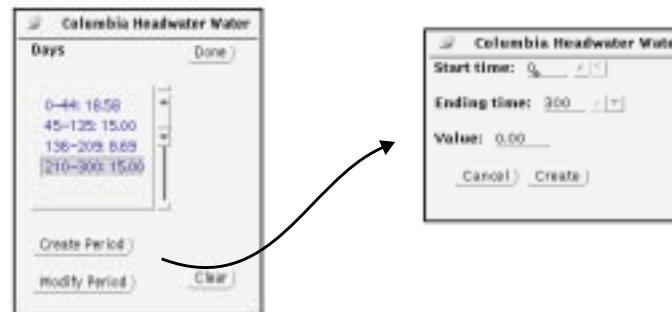 Columbia Headwater Water
Days
Done
0–44: 18.58
45–135: 15.00
136–209: 8.69
210–300: 15.00
Create Period
Modify Period
Clear
Columbia Headwater Wate
Start time: 0
Ending time: 300
Value: 0.00
Cancel
Create